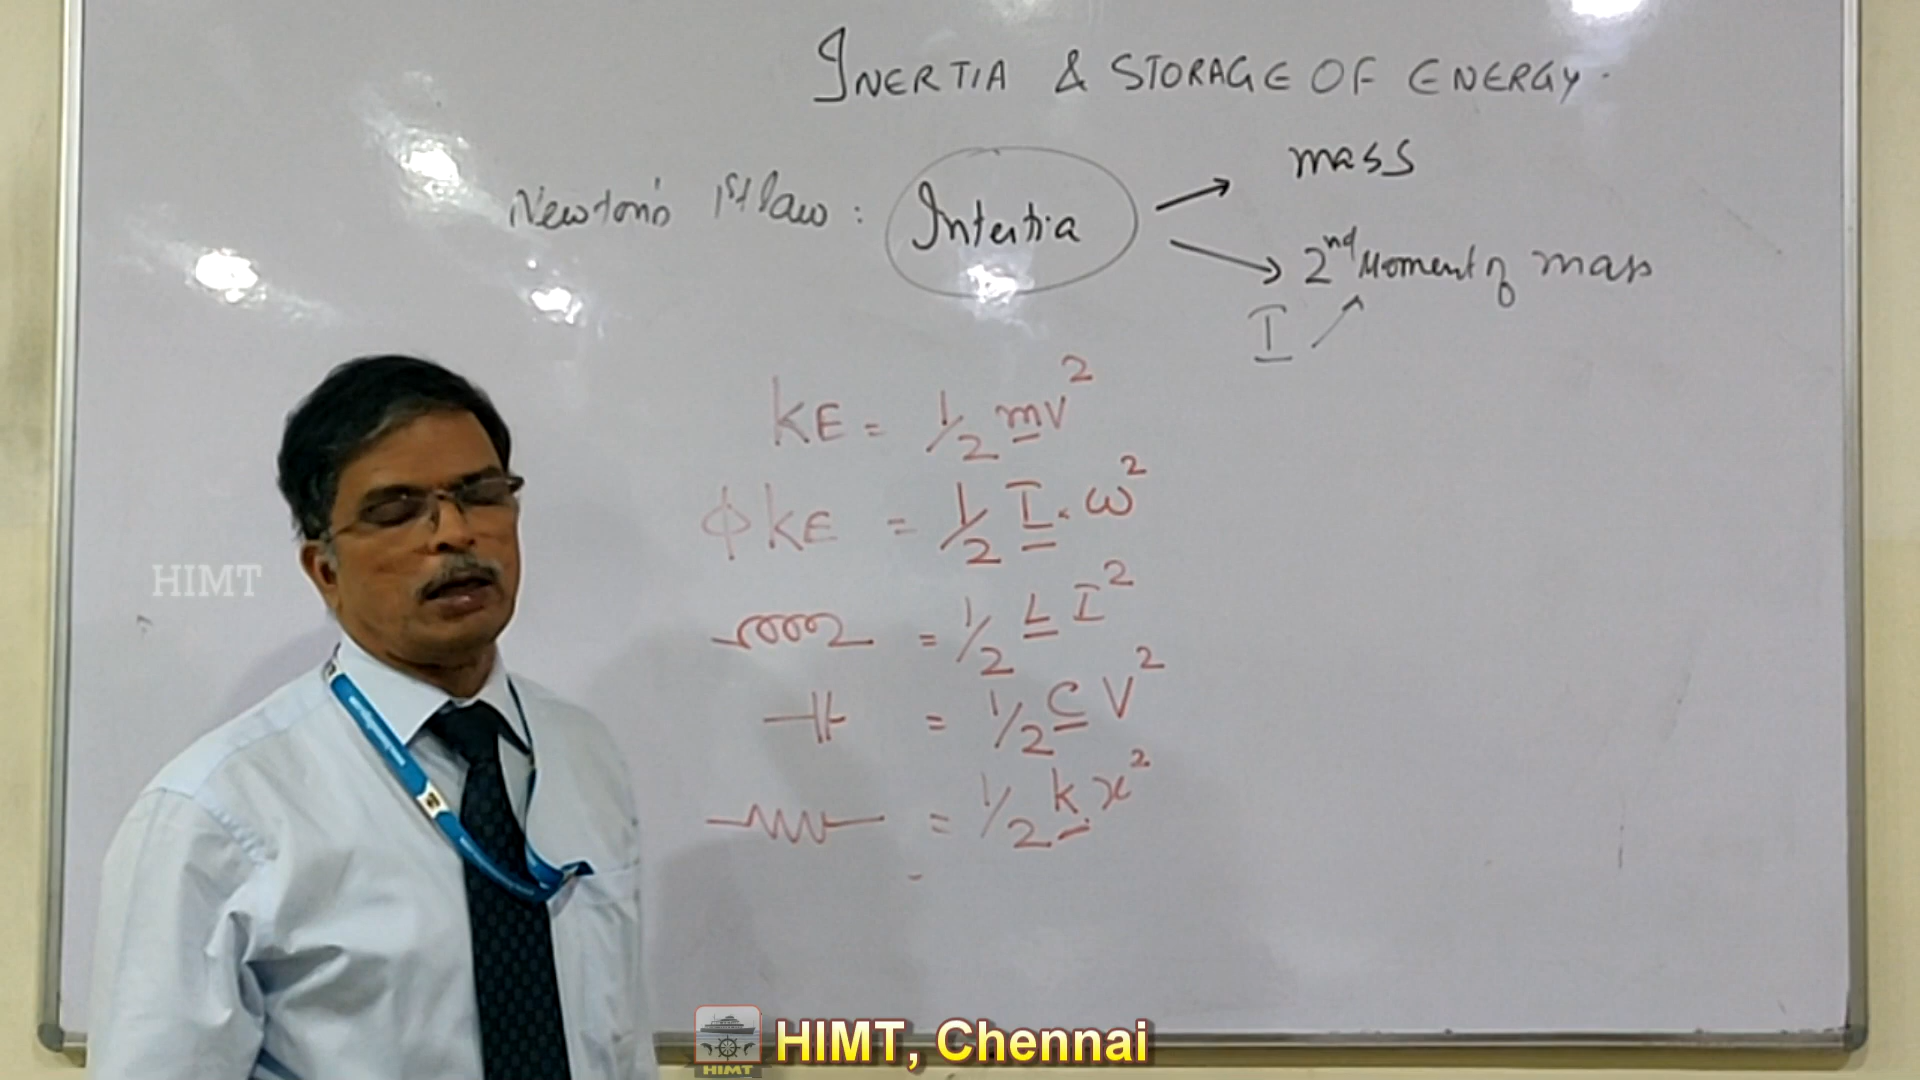 INERTIA & STORAGE OF ENERGY.
mass
Newton's 1st law : Intertia
2nd Moment of mass
I
KE = 1/2 mv²
ϕ KE = 1/2 I . ω²
= 1/2 L I²
HIMT
= 1/2 C V²
= 1/2 k x²
HIMT, Chennai
HIMT